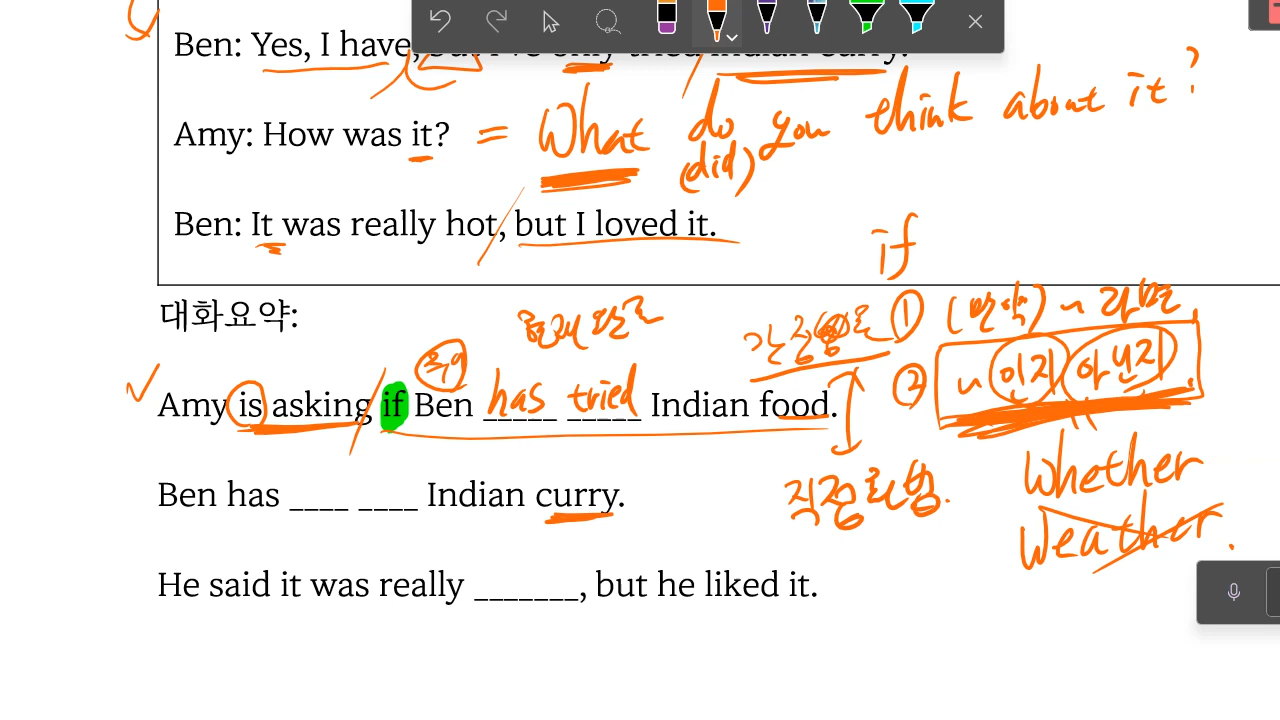 Ben: Yes, I have, but I've only tried Indian curry.
Amy: How was it? = What do you think about it?
(did)
Ben: It was really hot, but I loved it.
if
대화요약:
현재완료
① (만약) ~ 라면
② ~ 인지 아닌지
주어
Amy is asking if Ben has tried Indian food.
Whether
Ben has ____ ____ Indian curry.
직접화법.
Weather.
He said it was really _______, but he liked it.